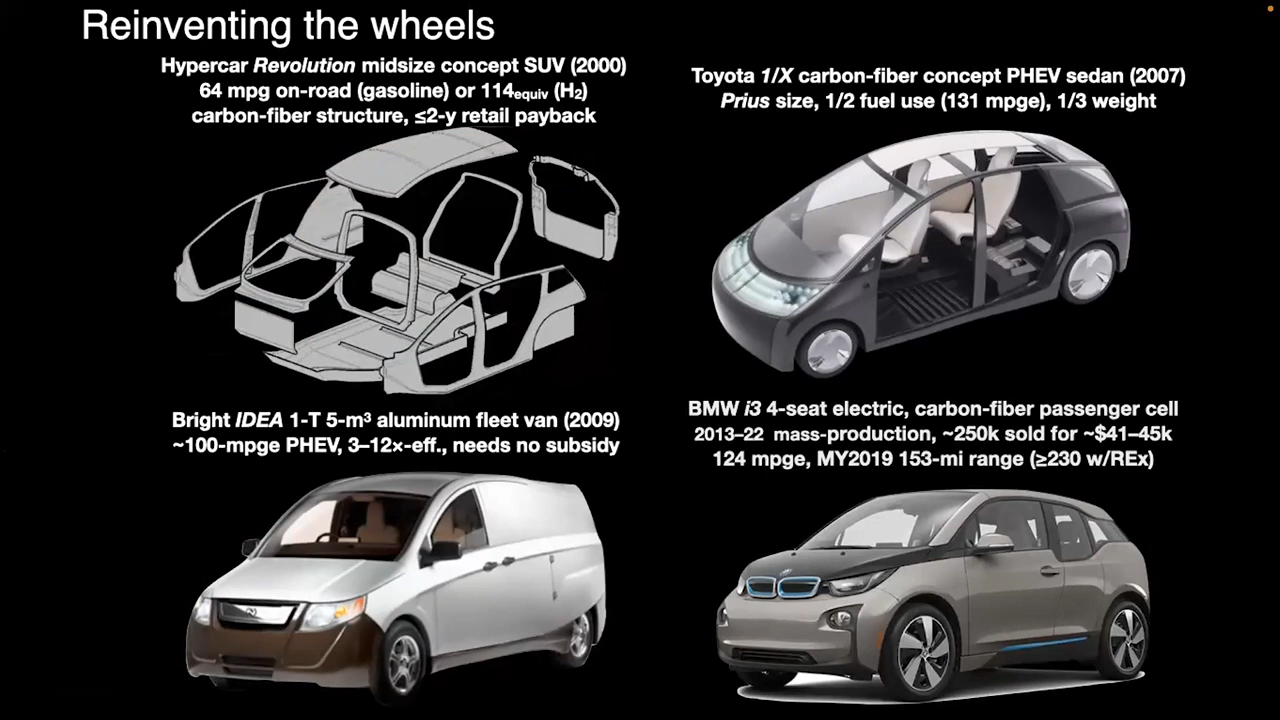 Reinventing the wheels
Hypercar Revolution midsize concept SUV (2000)
64 mpg on-road (gasoline) or 114equiv (H₂)
carbon-fiber structure, ≤2-y retail payback
Toyota 1/X carbon-fiber concept PHEV sedan (2007)
Prius size, 1/2 fuel use (131 mpge), 1/3 weight
Bright IDEA 1-T 5-m³ aluminum fleet van (2009)
~100-mpge PHEV, 3–12×-eff., needs no subsidy
BMW i3 4-seat electric, carbon-fiber passenger cell
2013–22 mass-production, ~250k sold for ~$41–45k
124 mpge, MY2019 153-mi range (≥230 w/REx)